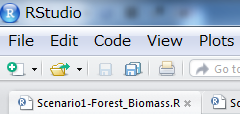 RStudio
File Edit Code View Plots
Go to
Scenario1-Forest_Biomass.R